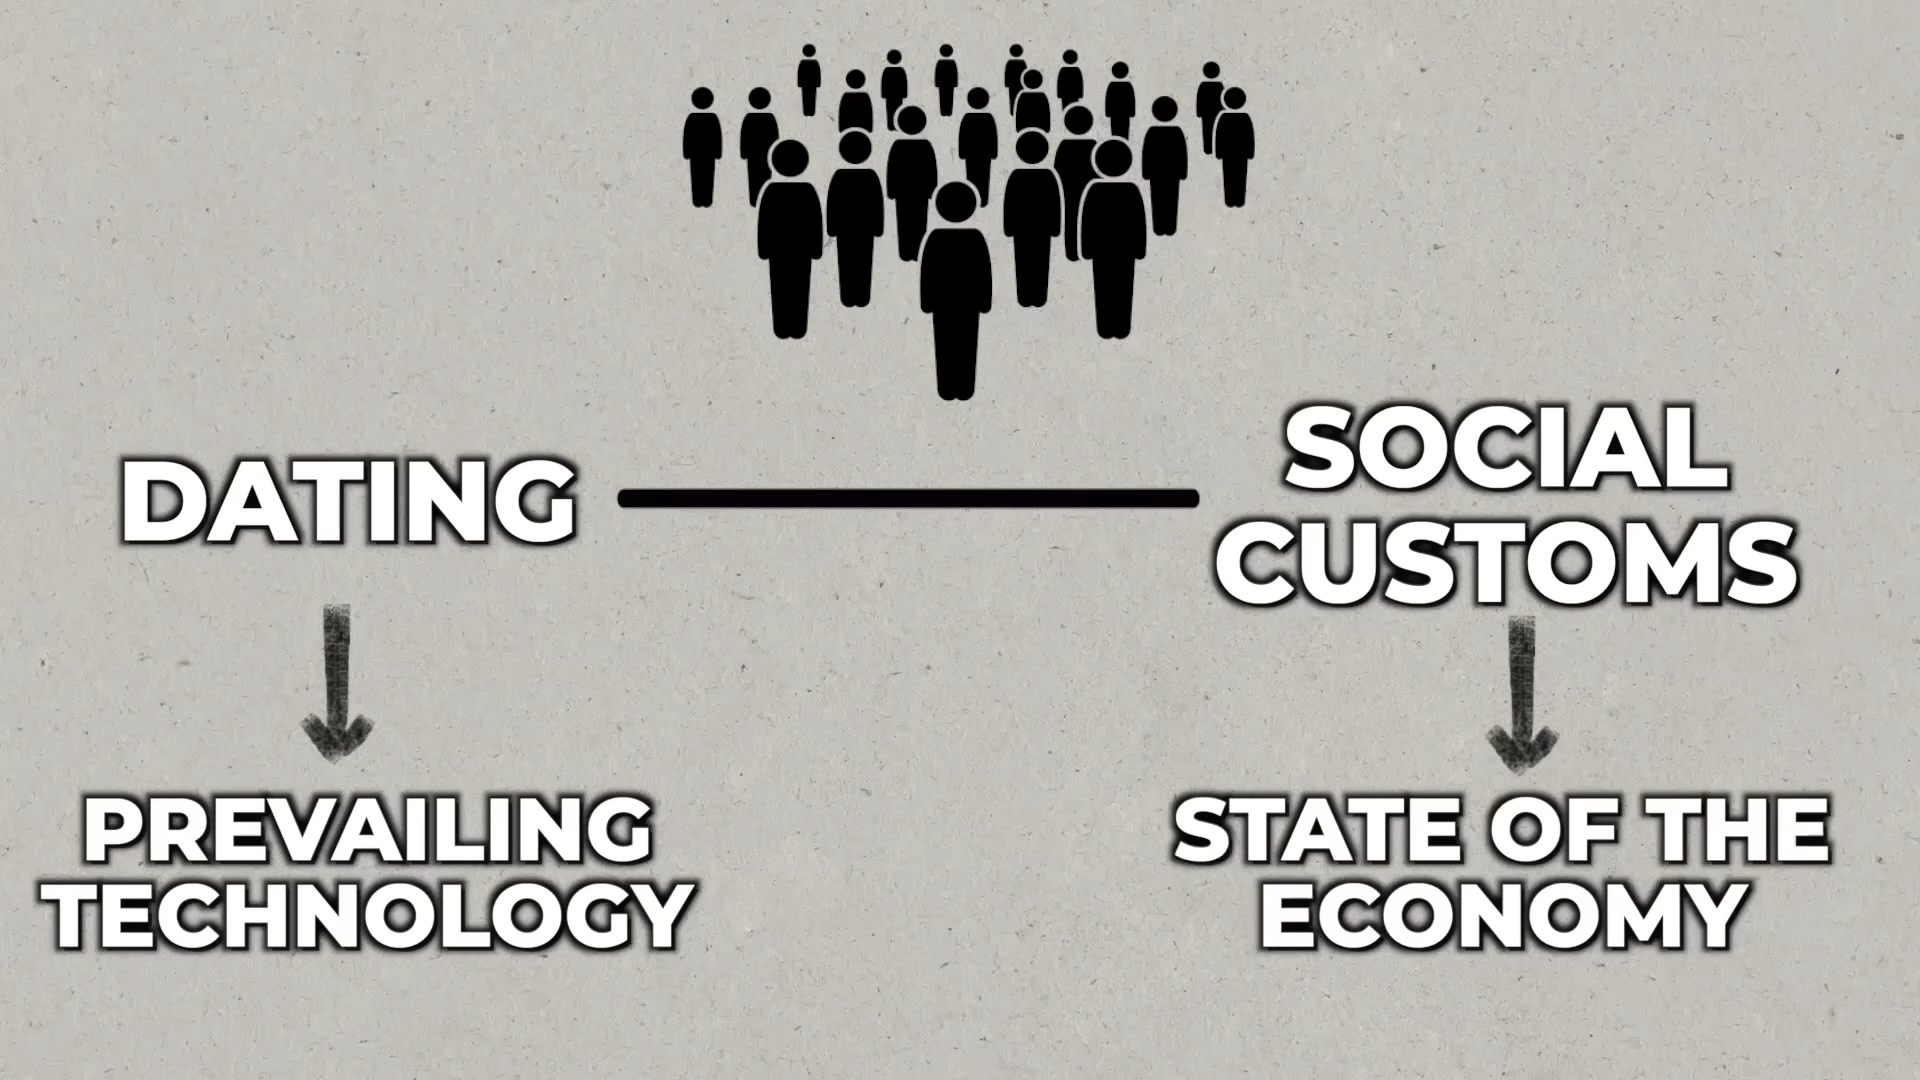 DATING
SOCIAL
CUSTOMS
PREVAILING
TECHNOLOGY
STATE OF THE
ECONOMY